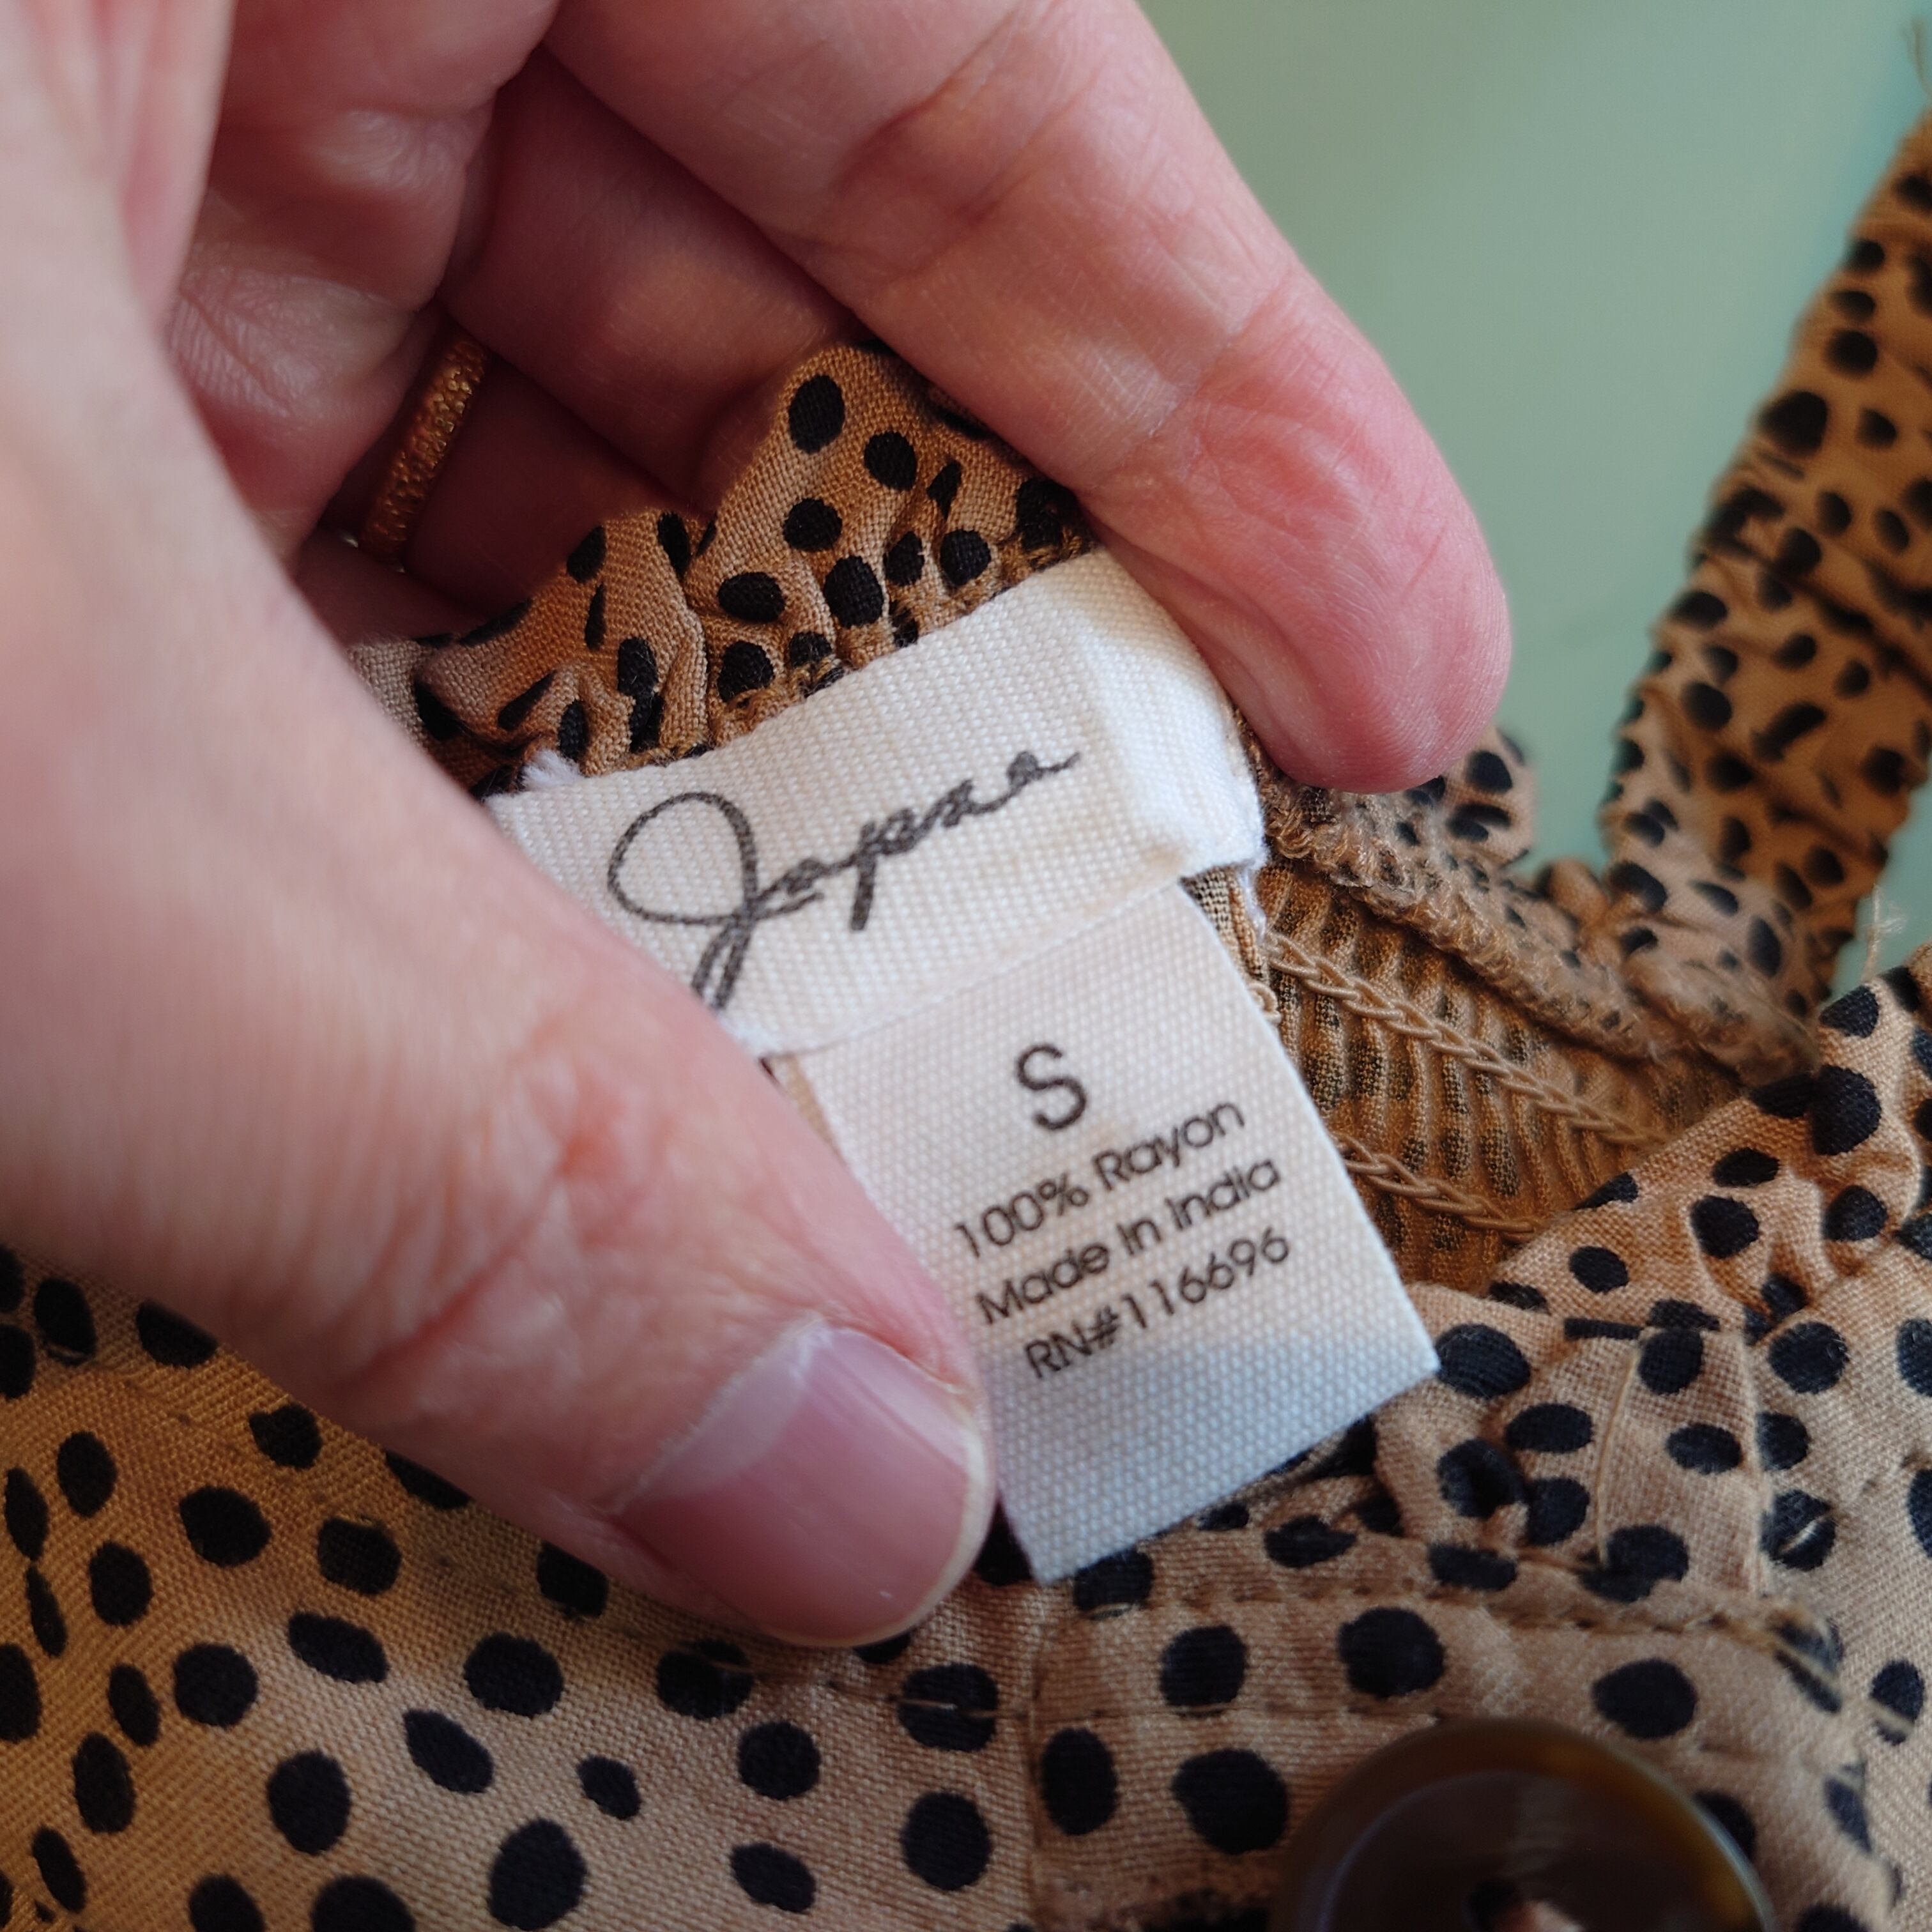 Japna
S
100% Rayon
Made in India
RN#116696